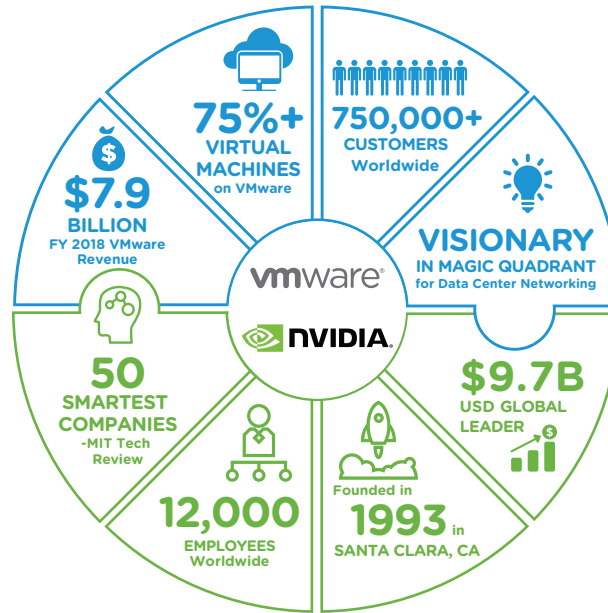 75%+
VIRTUAL
MACHINES
on VMware
750,000+
CUSTOMERS
Worldwide
$
$7.9
BILLION
FY 2018 VMware
Revenue
VISIONARY
IN MAGIC QUADRANT
for Data Center Networking
vmware®
NVIDIA.
50
SMARTEST
COMPANIES
-MIT Tech
Review
$9.7B
USD GLOBAL
LEADER
$
12,000
EMPLOYEES
Worldwide
Founded in
1993 in
SANTA CLARA, CA